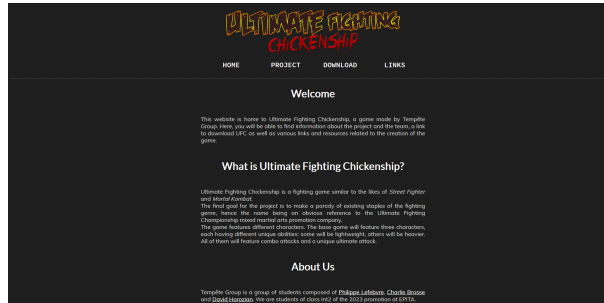 ULTIMATE FIGHTING
CHICKENSHIP
HOME PROJECT DOWNLOAD LINKS
Welcome
This website is home to Ultimate Fighting Chickenship, a game made by Tempête
Group. Here, you will be able to find information about the project and the team, a link
to download UFC as well as various links and resources related to the creation of the
game.
What is Ultimate Fighting Chickenship?
Ultimate Fighting Chickenship is a fighting game similar to the likes of Street Fighter
and Mortal Kombat.
The final goal for the project is to make a parody of existing staples of the fighting
genre, hence the name being an obvious reference to the Ultimate Fighting
Championship mixed martial arts promotion company.
The game features different characters. The base game will feature three characters,
each having different unique abilities: some will be lightweight, others will be heavier.
All of them will feature combo attacks and a unique ultimate attack.
About Us
Tempête Group is a group of students composed of Philippe Lefebvre, Charlie Brosse
and David Horozian. We are students of class Int2 of the 2023 promotion at EPITA.